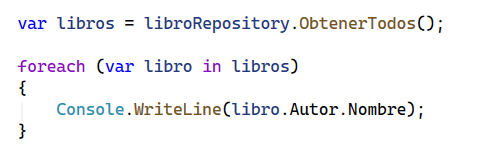 var libros = libroRepository.ObtenerTodos();
foreach (var libro in libros)
{
    Console.WriteLine(libro.Autor.Nombre);
}